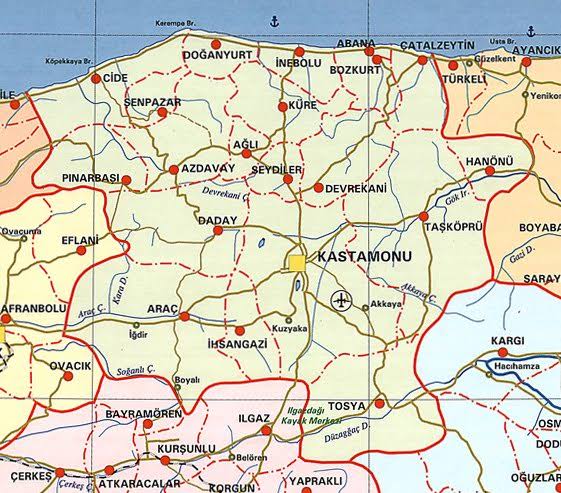 Kerempe Br.
DOĞANYURT
ABANA
ÇATALZEYTİN
Usta Br.
AYANCIK
Köpekkaya Br.
İNEBOLU
BOZKURT
Güzelkent
CİDE
TÜRKELİ
İLE
ŞENPAZAR
KÜRE
Yenikon
AĞLI
PINARBAŞI
AZDAVAY
SEYDİLER
HANÖNÜ
Devrekani Ç.
DEVREKANİ
Gök Ir.
DADAY
TAŞKÖPRÜ
Ovacuma
BOYABA
EFLANİ
KASTAMONU
Gazi D.
Kara D.
Akkaya Ç.
SARAY
AFRANBOLU
Araç Ç.
ARAÇ
Akkaya
İğdir
İHSANGAZİ
Kuzyaka
KARGI
OVACIK
Soğanlı Ç.
Hacıhamza
Boyalı
BAYRAMÖREN
ILGAZ
Ilgazdağı
Kayak Merkezi
TOSYA
Düzağaç D.
OSM
KURŞUNLU
DODU
ÇERKEŞ
Belören
Çerkeş Ç.
ATKARACALAR
KORGUN
YAPRAKLI
OĞUZLAR